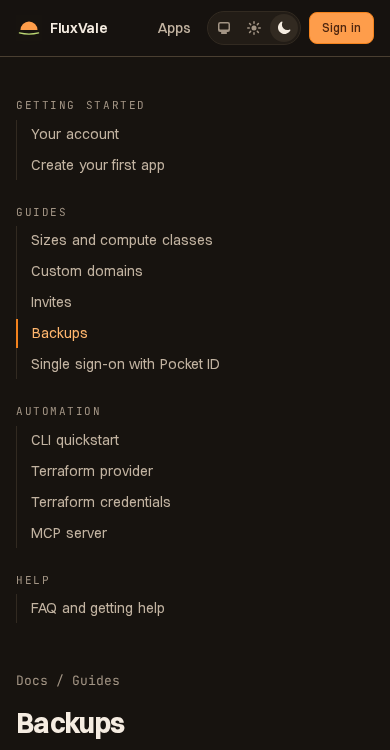 FluxVale
Apps
Sign in
GETTING STARTED
Your account
Create your first app
GUIDES
Sizes and compute classes
Custom domains
Invites
Backups
Single sign-on with Pocket ID
AUTOMATION
CLI quickstart
Terraform provider
Terraform credentials
MCP server
HELP
FAQ and getting help
Docs / Guides
Backups